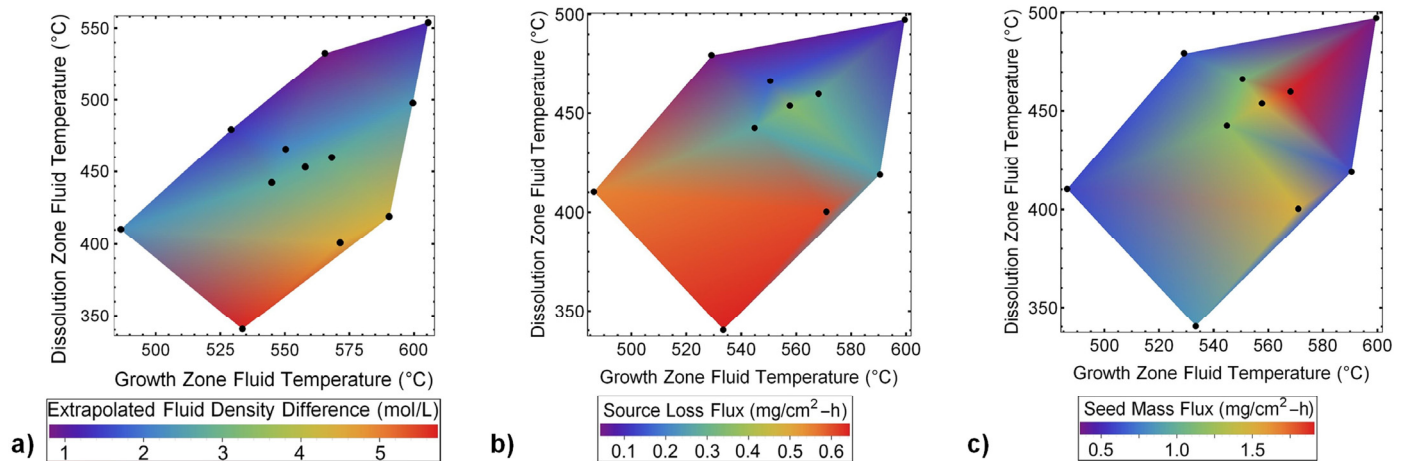 Dissolution Zone Fluid Temperature (°C)
550
500
450
400
350
500 525 550 575 600
Growth Zone Fluid Temperature (°C)
Extrapolated Fluid Density Difference (mol/L)
1 2 3 4 5
a)
Dissolution Zone Fluid Temperature (°C)
500
450
400
350
500 520 540 560 580 600
Growth Zone Fluid Temperature (°C)
Source Loss Flux (mg/cm²-h)
0.1 0.2 0.3 0.4 0.5 0.6
b)
Dissolution Zone Fluid Temperature (°C)
500
450
400
350
500 520 540 560 580 600
Growth Zone Fluid Temperature (°C)
Seed Mass Flux (mg/cm²-h)
0.5 1.0 1.5
c)